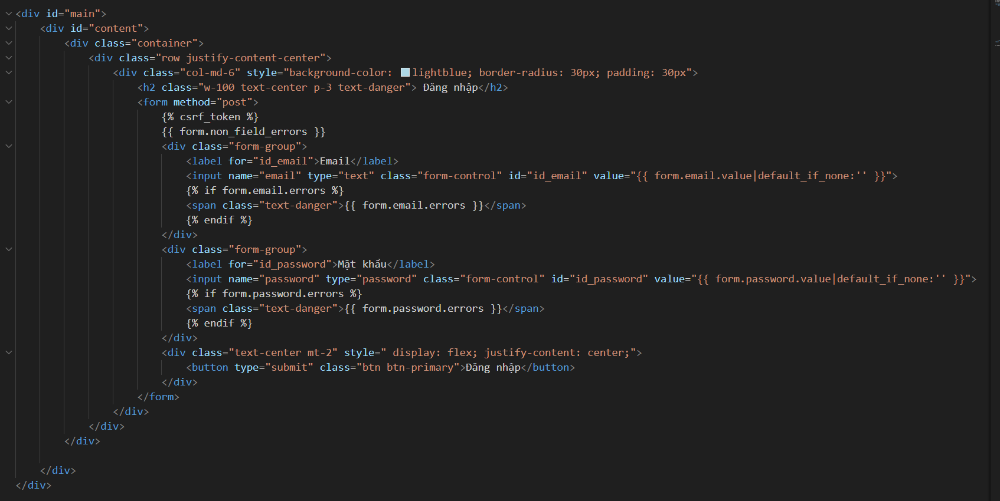 <div id="main">
<div id="content">
<div class="container">
<div class="row justify-content-center">
<div class="col-md-6" style="background-color: lightblue; border-radius: 30px; padding: 30px">
<h2 class="w-100 text-center p-3 text-danger"> Đăng nhập</h2>
<form method="post">
{% csrf_token %}
{{ form.non_field_errors }}
<div class="form-group">
<label for="id_email">Email</label>
<input name="email" type="text" class="form-control" id="id_email" value="{{ form.email.value|default_if_none:'' }}">
{% if form.email.errors %}
<span class="text-danger">{{ form.email.errors }}</span>
{% endif %}
</div>
<div class="form-group">
<label for="id_password">Mật khẩu</label>
<input name="password" type="password" class="form-control" id="id_password" value="{{ form.password.value|default_if_none:'' }}">
{% if form.password.errors %}
<span class="text-danger">{{ form.password.errors }}</span>
{% endif %}
</div>
<div class="text-center mt-2" style=" display: flex; justify-content: center;">
<button type="submit" class="btn btn-primary">Đăng nhập</button>
</div>
</form>
</div>
</div>
</div>
</div>
</div>